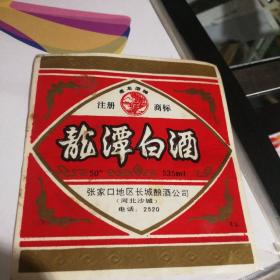 注册 商标
龍潭白酒
50° 535ml
张家口地区长城酿酒公司
(河北沙城)
电话:2520